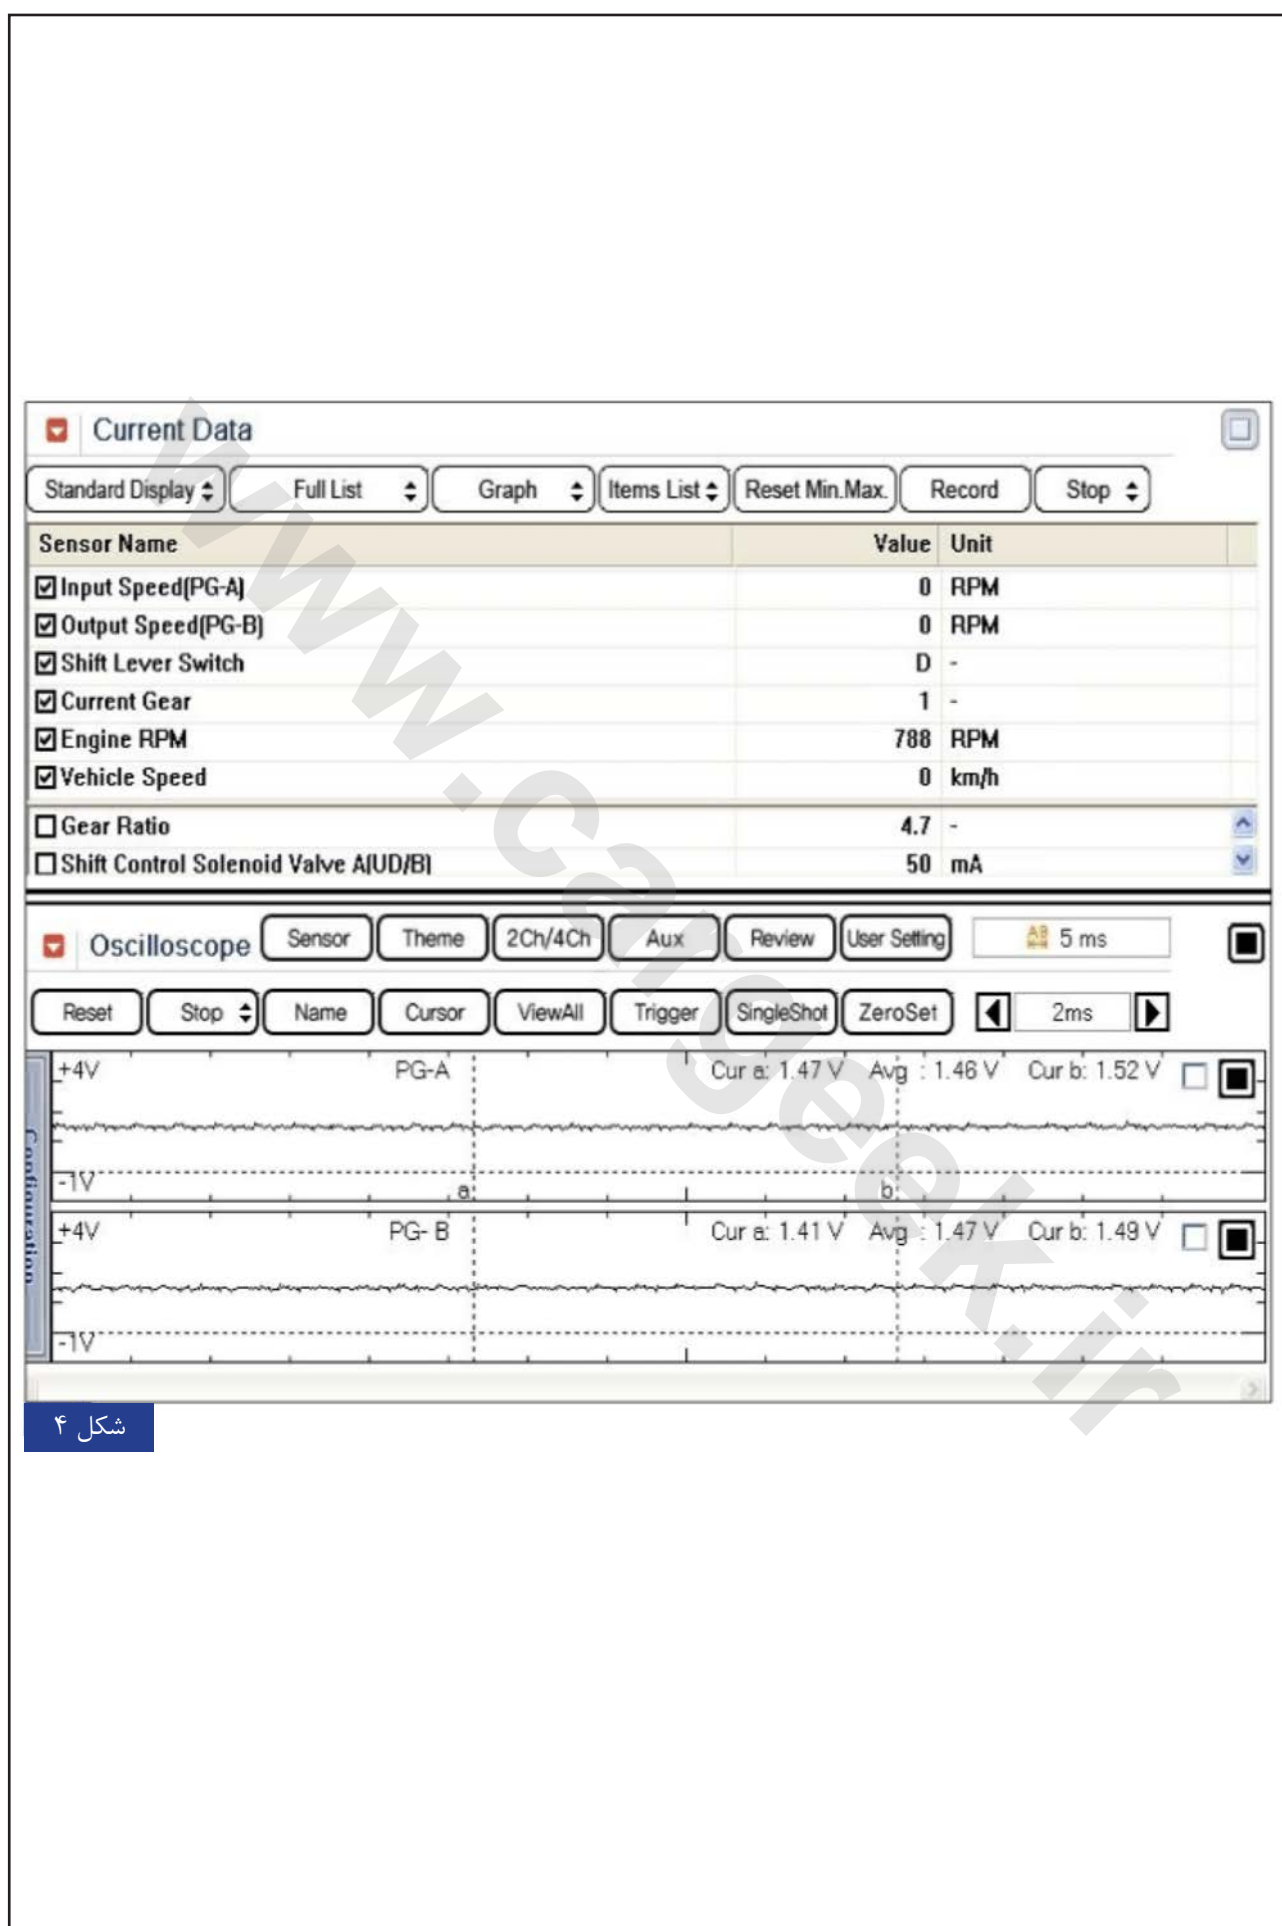 Current Data
Standard Display Full List Graph Items List Reset Min.Max. Record Stop
Sensor Name Value Unit
Input Speed(PG-A) 0 RPM
Output Speed(PG-B) 0 RPM
Shift Lever Switch D -
Current Gear 1 -
Engine RPM 788 RPM
Vehicle Speed 0 km/h
Gear Ratio 4.7 -
Shift Control Solenoid Valve A(UD/B) 50 mA
Oscilloscope Sensor Theme 2Ch/4Ch Aux Review User Setting AB 5 ms
Reset Stop Name Cursor ViewAll Trigger SingleShot ZeroSet 2ms
Configuration
+4V PG-A Cur a: 1.47 V Avg : 1.46 V Cur b: 1.52 V
-1V a b
+4V PG- B Cur a: 1.41 V Avg : 1.47 V Cur b: 1.49 V
-1V
شکل ۴
www.cargeek.ir